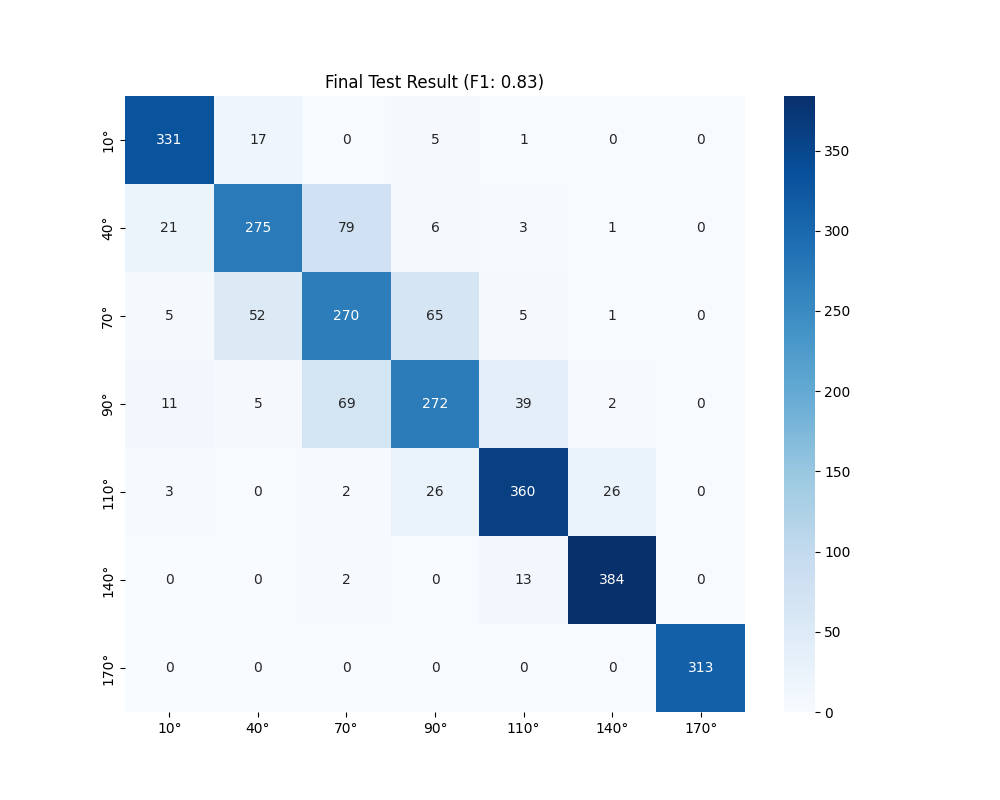 Final Test Result (F1: 0.83)
10° 331 17 0 5 1 0 0
40° 21 275 79 6 3 1 0
70° 5 52 270 65 5 1 0
90° 11 5 69 272 39 2 0
110° 3 0 2 26 360 26 0
140° 0 0 2 0 13 384 0
170° 0 0 0 0 0 0 313
10° 40° 70° 90° 110° 140° 170°
350
300
250
200
150
100
50
0